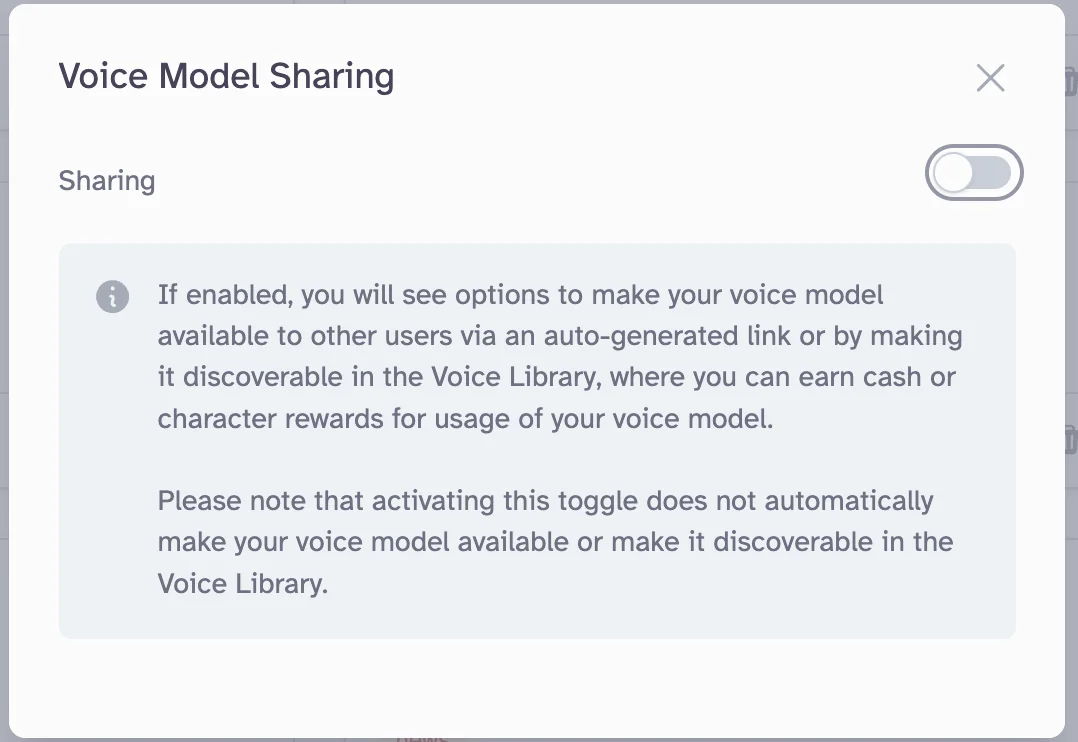 Voice Model Sharing
Sharing
If enabled, you will see options to make your voice model
available to other users via an auto-generated link or by making
it discoverable in the Voice Library, where you can earn cash or
character rewards for usage of your voice model.
Please note that activating this toggle does not automatically
make your voice model available or make it discoverable in the
Voice Library.